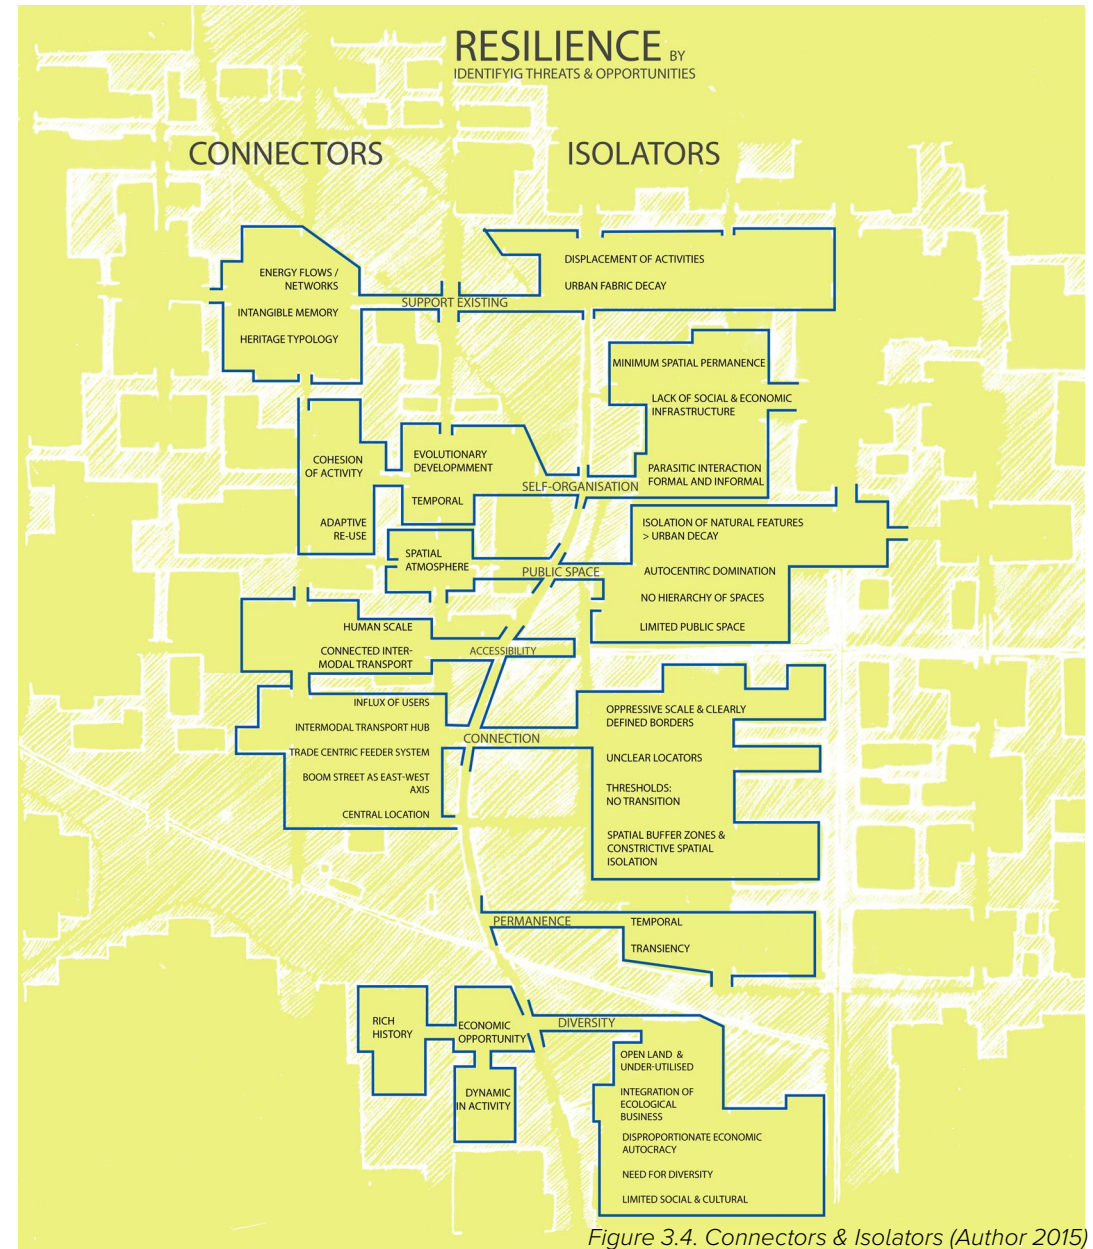 RESILIENCE BY
IDENTIFYIG THREATS & OPPORTUNITIES
CONNECTORS
ISOLATORS
ENERGY FLOWS /
NETWORKS
INTANGIBLE MEMORY
HERITAGE TYPOLOGY
SUPPORT EXISTING
DISPLACEMENT OF ACTIVITIES
URBAN FABRIC DECAY
MINIMUM SPATIAL PERMANENCE
LACK OF SOCIAL & ECONOMIC
INFRASTRUCTURE
PARASITIC INTERACTION
FORMAL AND INFORMAL
COHESION
OF ACTIVITY
ADAPTIVE
RE-USE
EVOLUTIONARY
DEVELOPMMENT
TEMPORAL
SELF-ORGANISATION
SPATIAL
ATMOSPHERE
PUBLIC SPACE
ISOLATION OF NATURAL FEATURES
> URBAN DECAY
AUTOCENTIRC DOMINATION
NO HIERARCHY OF SPACES
LIMITED PUBLIC SPACE
HUMAN SCALE
CONNECTED INTER-
MODAL TRANSPORT
ACCESSIBILITY
INFLUX OF USERS
INTERMODAL TRANSPORT HUB
TRADE CENTRIC FEEDER SYSTEM
BOOM STREET AS EAST-WEST
AXIS
CENTRAL LOCATION
CONNECTION
OPPRESSIVE SCALE & CLEARLY
DEFINED BORDERS
UNCLEAR LOCATORS
THRESHOLDS:
NO TRANSITION
SPATIAL BUFFER ZONES &
CONSTRICTIVE SPATIAL
ISOLATION
PERMANENCE
TEMPORAL
TRANSIENCY
RICH
HISTORY
ECONOMIC
OPPORTUNITY
DYNAMIC
IN ACTIVITY
DIVERSITY
OPEN LAND &
UNDER-UTILISED
INTEGRATION OF
ECOLOGICAL
BUSINESS
DISPROPORTIONATE ECONOMIC
AUTOCRACY
NEED FOR DIVERSITY
LIMITED SOCIAL & CULTURAL
Figure 3.4. Connectors & Isolators (Author 2015)